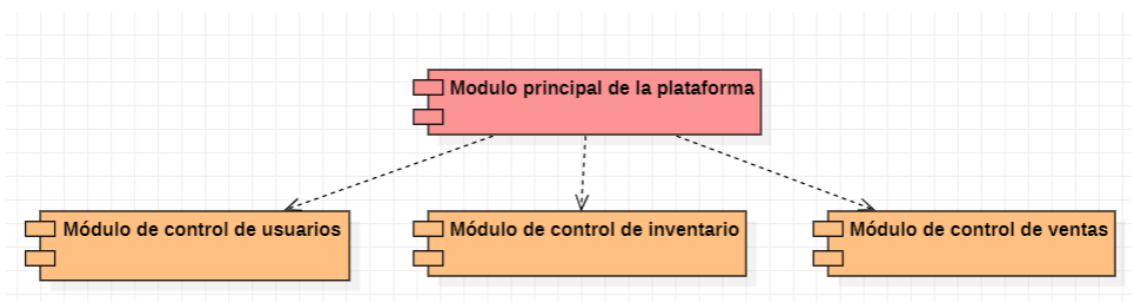 Modulo principal de la plataforma
Módulo de control de usuarios
Módulo de control de inventario
Módulo de control de ventas